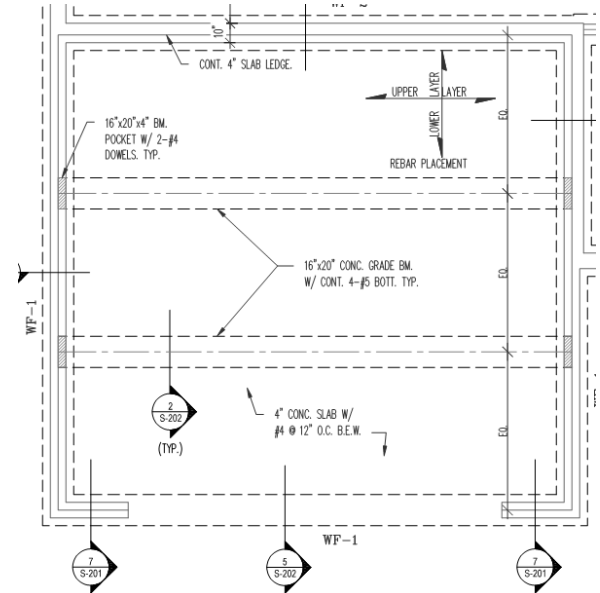 10"
CONT. 4" SLAB LEDGE.
UPPER LAYER
LOWER LAYER
REBAR PLACEMENT
EQ.
16"x20"x4" BM.
POCKET W/ 2-#4
DOWELS. TYP.
16"x20" CONC. GRADE BM.
W/ CONT. 4-#5 BOTT. TYP.
EQ.
WF-1
2
S-202
(TYP.)
4" CONC. SLAB W/
#4 @ 12" O.C. B.E.W.
EQ.
WF-1
7
S-201
5
S-202
7
S-201